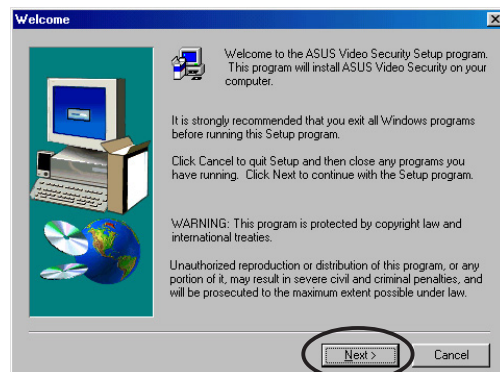 Welcome
Welcome to the ASUS Video Security Setup program.
This program will install ASUS Video Security on your
computer.
It is strongly recommended that you exit all Windows programs
before running this Setup program.
Click Cancel to quit Setup and then close any programs you
have running. Click Next to continue with the Setup program.
WARNING: This program is protected by copyright law and
international treaties.
Unauthorized reproduction or distribution of this program, or any
portion of it, may result in severe civil and criminal penalties, and
will be prosecuted to the maximum extent possible under law.
Next >
Cancel